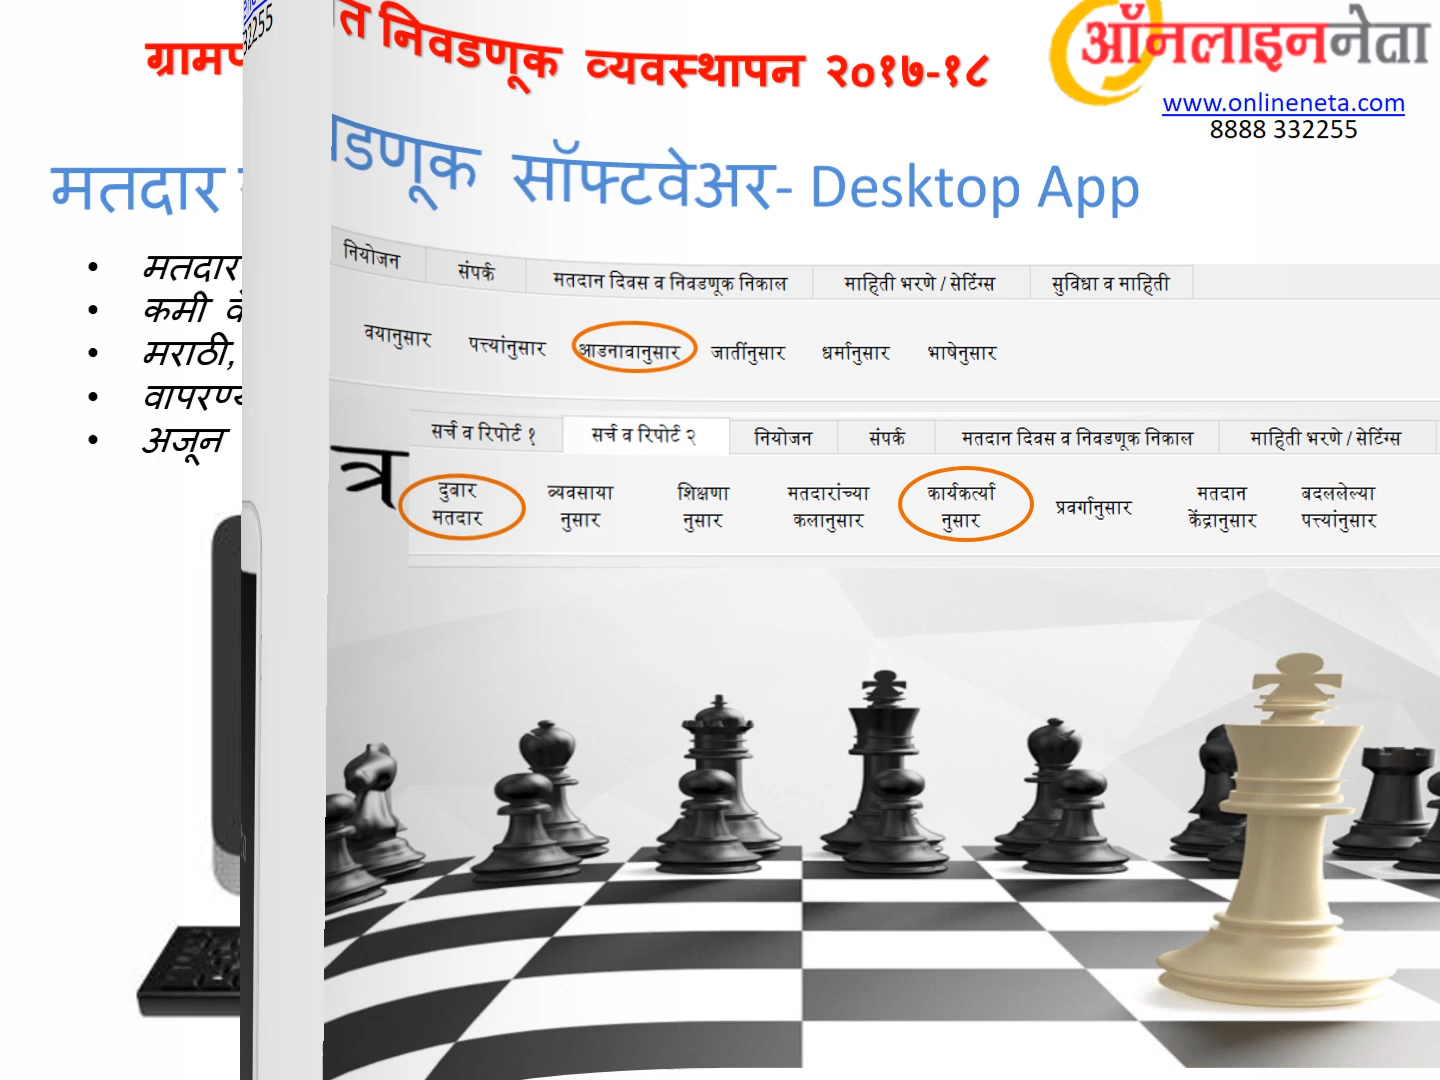 त निवडणूक व्यवस्थापन २०१७-१८
ऑनलाइननेता
www.onlineneta.com
8888 332255
मतदार
डणूक सॉफ्टवेअर- Desktop App
• मतदार
• कमी
• मराठी,
•
• अजून
नियोजन संपर्क मतदान दिवस व निवडणूक निकाल माहिती भरणे / सेटिंग्स सुविधा व माहिती
वयानुसार पत्त्यांनुसार आडनावानुसार जातींनुसार धर्मानुसार भाषेनुसार
सर्च व रिपोर्ट १ सर्च व रिपोर्ट २ नियोजन संपर्क मतदान दिवस व निवडणूक निकाल माहिती भरणे / सेटिंग्स
त्र
दुबार व्यवसाया शिक्षणा मतदारांच्या कार्यकर्त्या प्रवर्गानुसार मतदान बदललेल्या
मतदार नुसार नुसार कलानुसार नुसार केंद्रानुसार पत्त्यांनुसार